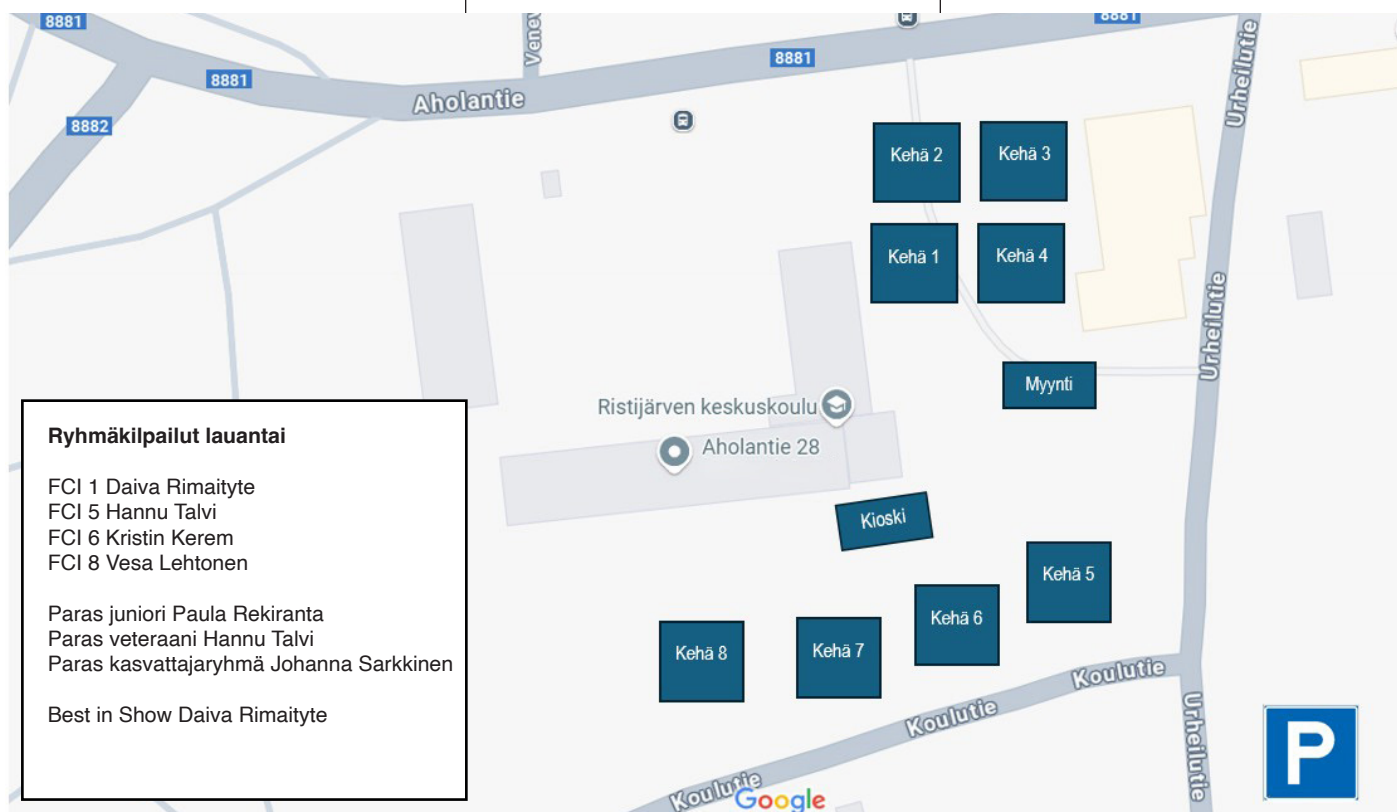 8881
8881
8881
8881
8882
Aholantie
Urheilutie
Kehä 2
Kehä 3
Kehä 1
Kehä 4
Urheilutie
Myynti
Ristijärven keskuskoulu
Aholantie 28
Kioski
Kehä 5
Kehä 6
Kehä 7
Kehä 8
Koulutie
Koulutie
Koulutie
Urheilutie
P
Google
Ryhmäkilpailut lauantai
FCI 1 Daiva Rimaityte
FCI 5 Hannu Talvi
FCI 6 Kristin Kerem
FCI 8 Vesa Lehtonen
Paras juniori Paula Rekiranta
Paras veteraani Hannu Talvi
Paras kasvattajaryhmä Johanna Sarkkinen
Best in Show Daiva Rimaityte